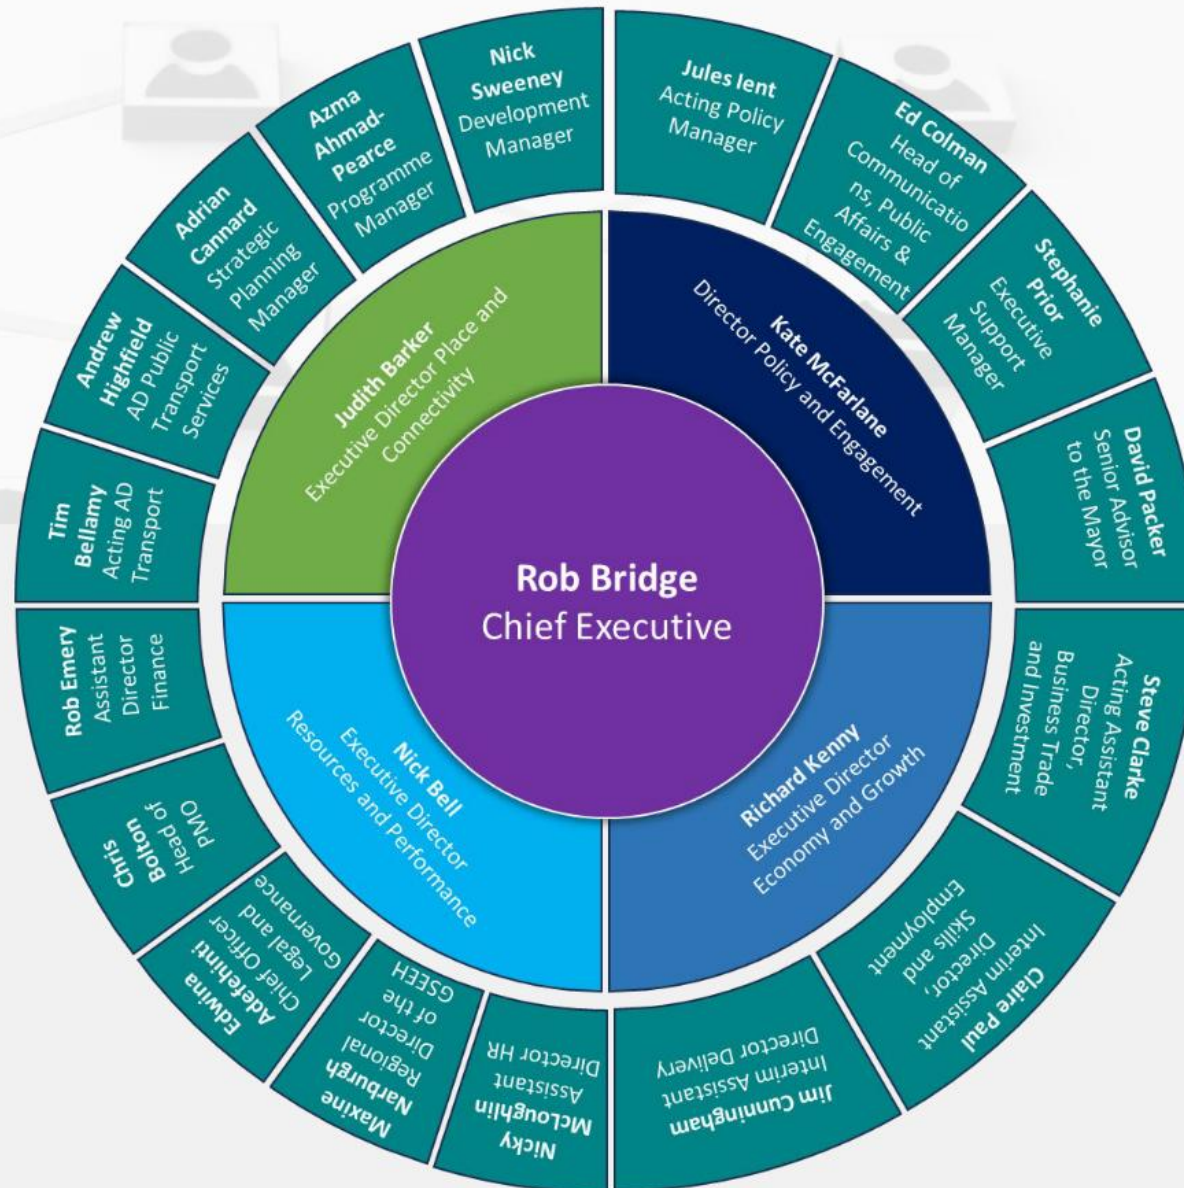 Rob Bridge
Chief Executive
Judith Barker
Executive Director Place and
Connectivity
Kate McFarlane
Director Policy and Engagement
Richard Kenny
Executive Director
Economy and Growth
Nick Bell
Executive Director
Resources and Performance
Jules Ient
Acting Policy
Manager
Ed Colman
Head of
Communicatio
ns, Public
Affairs &
Engagement
Stephanie
Prior
Executive
Support
Manager
David Packer
Senior Advisor
to the Mayor
Steve Clarke
Acting Assistant
Director,
Business Trade
and Investment
Claire Paul
Interim Assistant
Director,
Skills and
Employment
Jim Cunningham
Interim Assistant
Director Delivery
Nicky
McLoughlin
Assistant
Director HR
Maxine
Narburgh
Regional
Director
of the
GSEEH
Edwina
Adefehinti
Chief Officer
Legal and
Governance
Chris
Bolton
Head of
PMO
Rob Emery
Assistant
Director
Finance
Tim
Bellamy
Acting AD
Transport
Andrew
Highfield
AD Public
Transport
Services
Adrian
Cannard
Strategic
Planning
Manager
Azma
Ahmad-
Pearce
Programme
Manager
Nick
Sweeney
Development
Manager